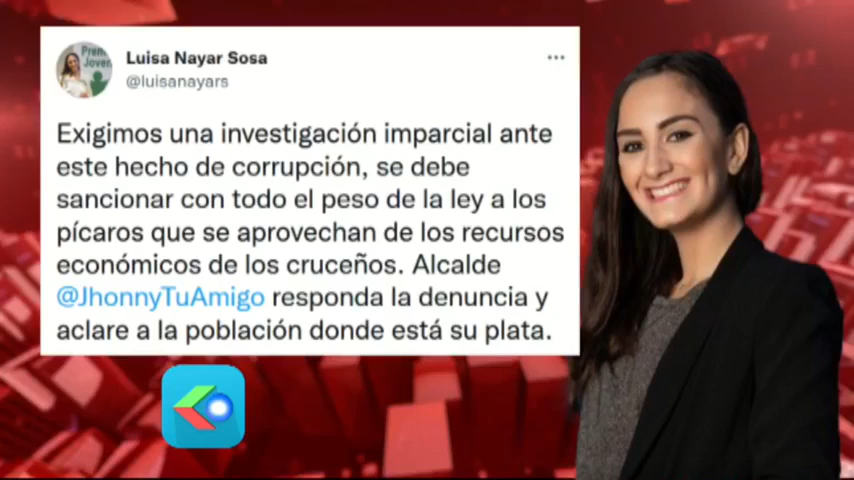 Prem
Joven
Luisa Nayar Sosa
@luisanayars
Exigimos una investigación imparcial ante
este hecho de corrupción, se debe
sancionar con todo el peso de la ley a los
pícaros que se aprovechan de los recursos
económicos de los cruceños. Alcalde
@JhonnyTuAmigo responda la denuncia y
aclare a la población donde está su plata.